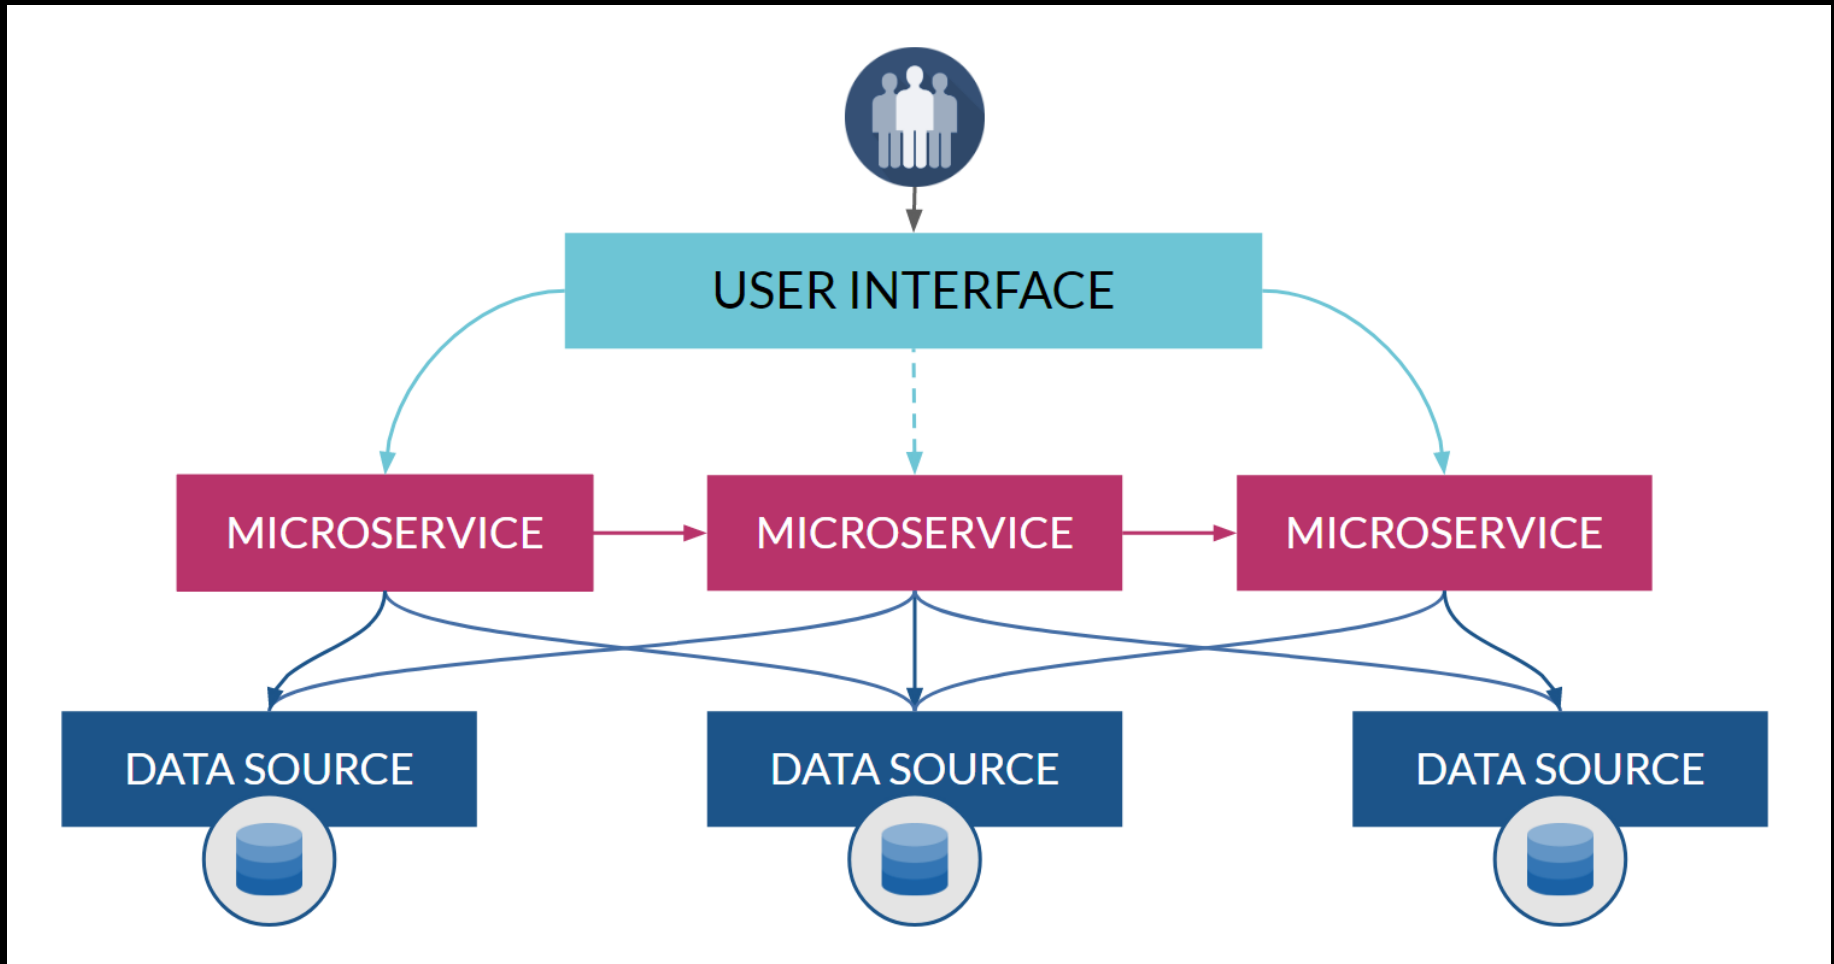 USER INTERFACE
MICROSERVICE
MICROSERVICE
MICROSERVICE
DATA SOURCE
DATA SOURCE
DATA SOURCE